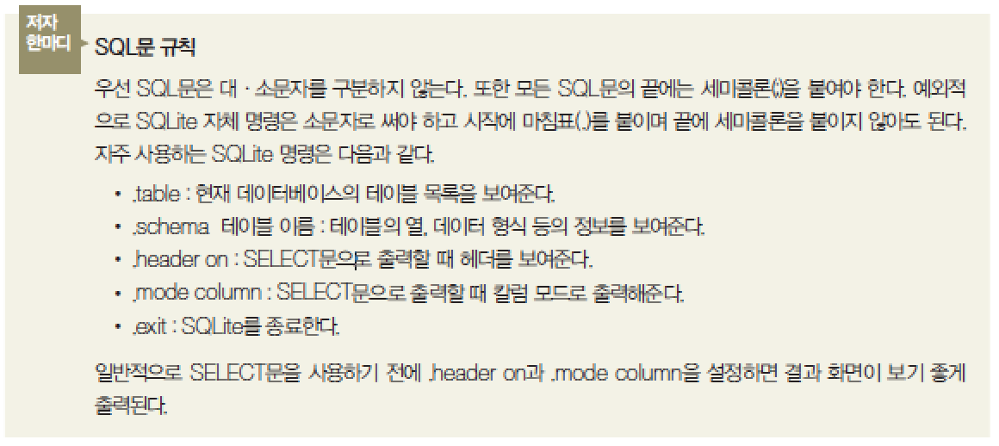 저자
한마디
SQL문 규칙
우선 SQL문은 대 · 소문자를 구분하지 않는다. 또한 모든 SQL문의 끝에는 세미콜론(;)을 붙여야 한다. 예외적
으로 SQLite 자체 명령은 소문자로 써야 하고 시작에 마침표(.)를 붙이며 끝에 세미콜론을 붙이지 않아도 된다.
자주 사용하는 SQLite 명령은 다음과 같다.
• .table : 현재 데이터베이스의 테이블 목록을 보여준다.
• .schema 테이블 이름 : 테이블의 열, 데이터 형식 등의 정보를 보여준다.
• .header on : SELECT문으로 출력할 때 헤더를 보여준다.
• .mode column : SELECT문으로 출력할 때 칼럼 모드로 출력해준다.
• .exit : SQLite를 종료한다.
일반적으로 SELECT문을 사용하기 전에 .header on과 .mode column을 설정하면 결과 화면이 보기 좋게
출력된다.